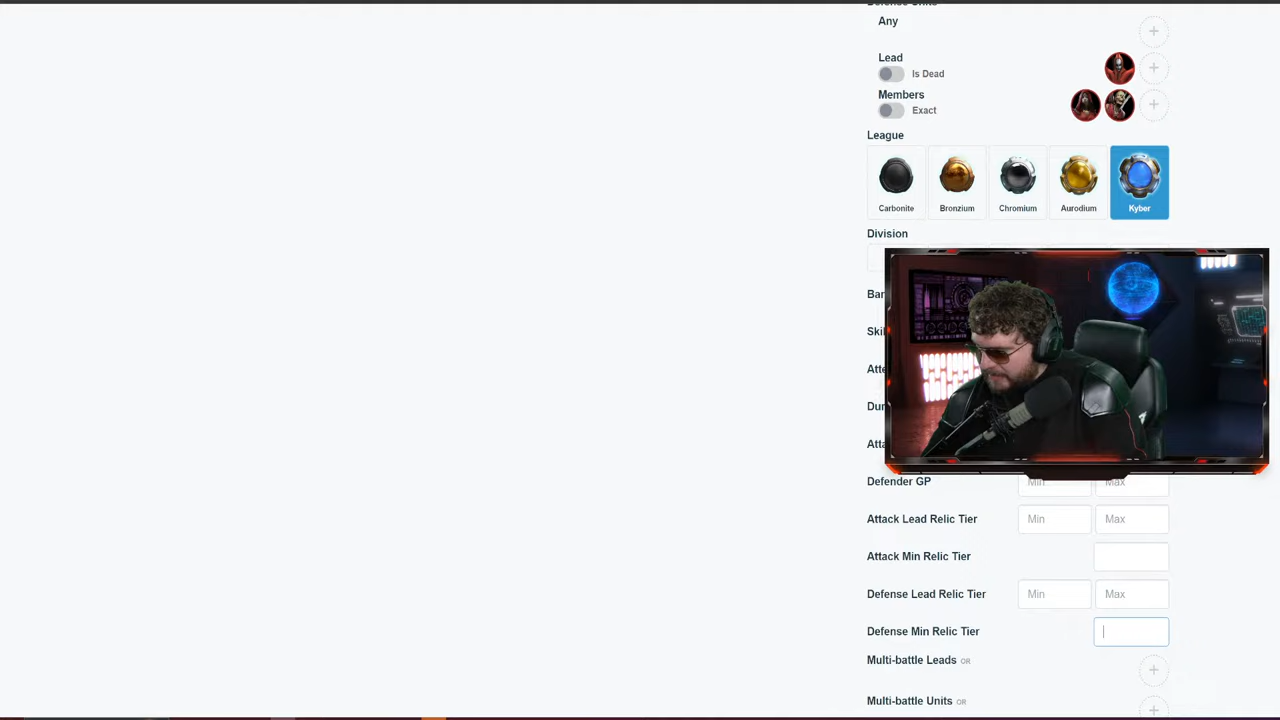 Defense Units
Any
Lead
Is Dead
Members
Exact
League
Carbonite
Bronzium
Chromium
Aurodium
Kyber
Division
Defender GP
Min
Max
Attack Lead Relic Tier
Min
Max
Attack Min Relic Tier
Defense Lead Relic Tier
Min
Max
Defense Min Relic Tier
Multi-battle Leads OR
Multi-battle Units OR